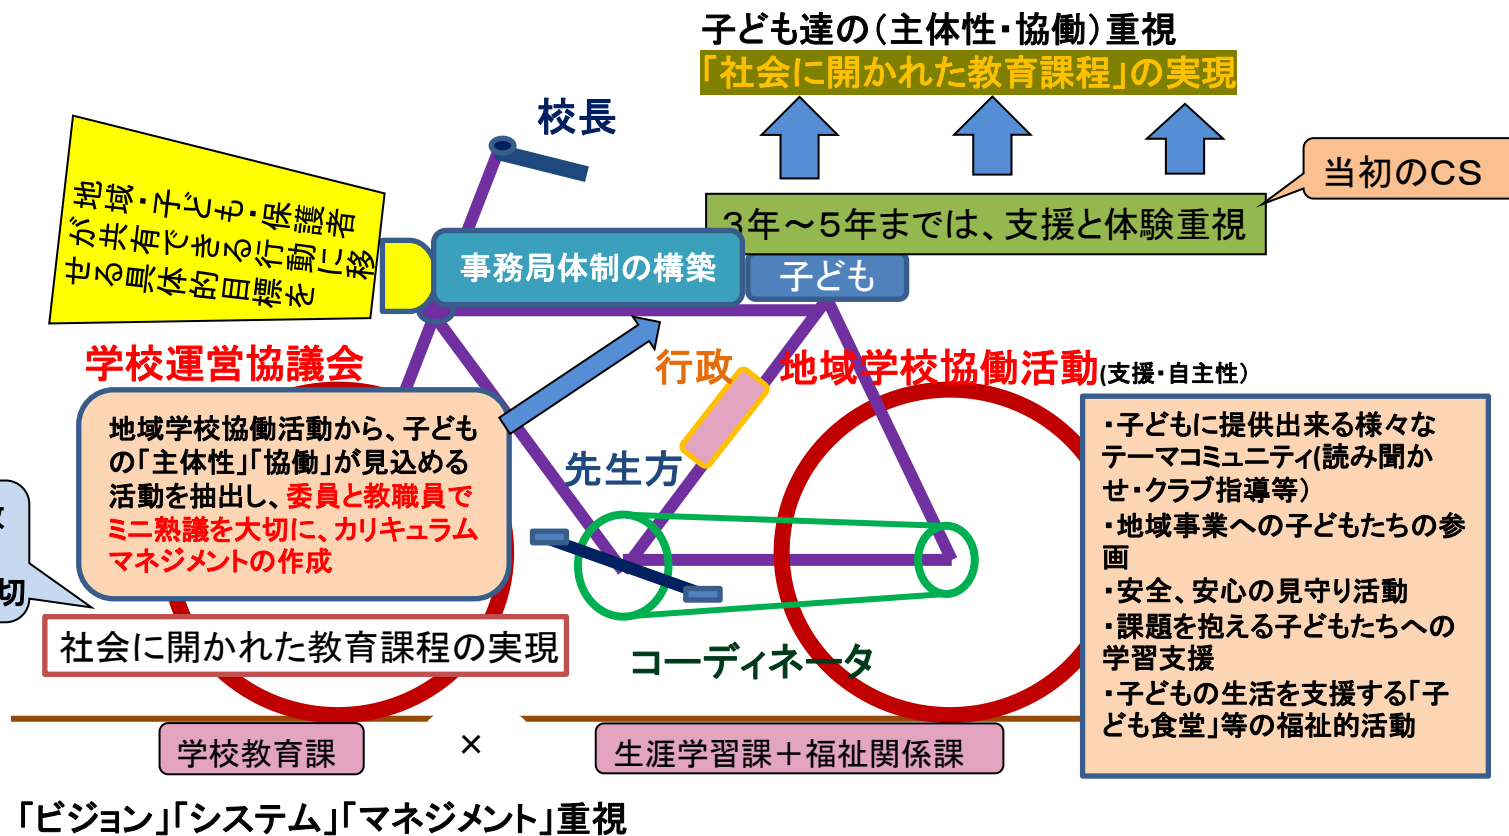 子ども達の(主体性・協働)重視
「社会に開かれた教育課程」の実現
校長
当初のCS
3年～5年までは、支援と体験重視
地域・子ども・保護者
が共有できる行動に移
せる具体的目標を
事務局体制の構築
子ども
学校運営協議会
行政
地域学校協働活動(支援・自主性)
地域学校協働活動から、子ども
の「主体性」「協働」が見込める
活動を抽出し、委員と教職員で
ミニ熟議を大切に、カリキュラム
マネジメントの作成
先生方
・子どもに提供出来る様々な
テーマコミュニティ(読み聞か
せ・クラブ指導等)
・地域事業への子どもたちの参
画
・安全、安心の見守り活動
・課題を抱える子どもたちへの
学習支援
・子どもの生活を支援する「子
ども食堂」等の福祉的活動
切
社会に開かれた教育課程の実現
コーディネータ
学校教育課
×
生涯学習課＋福祉関係課
「ビジョン」「システム」「マネジメント」重視